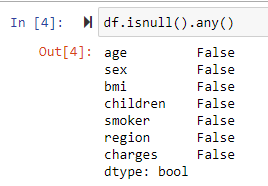 In [4]: df.isnull().any()
Out[4]: age False
sex False
bmi False
children False
smoker False
region False
charges False
dtype: bool